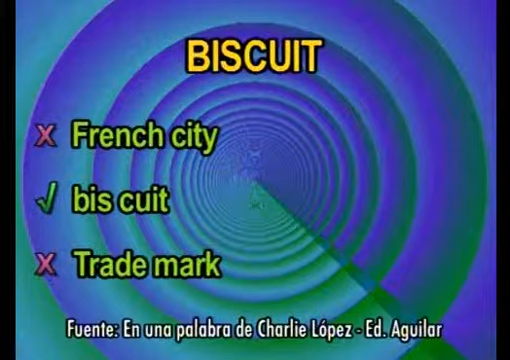 BISCUIT
x French city
√ bis cuit
x Trade mark
Fuente: En una palabra de Charlie López - Ed. Aguilar